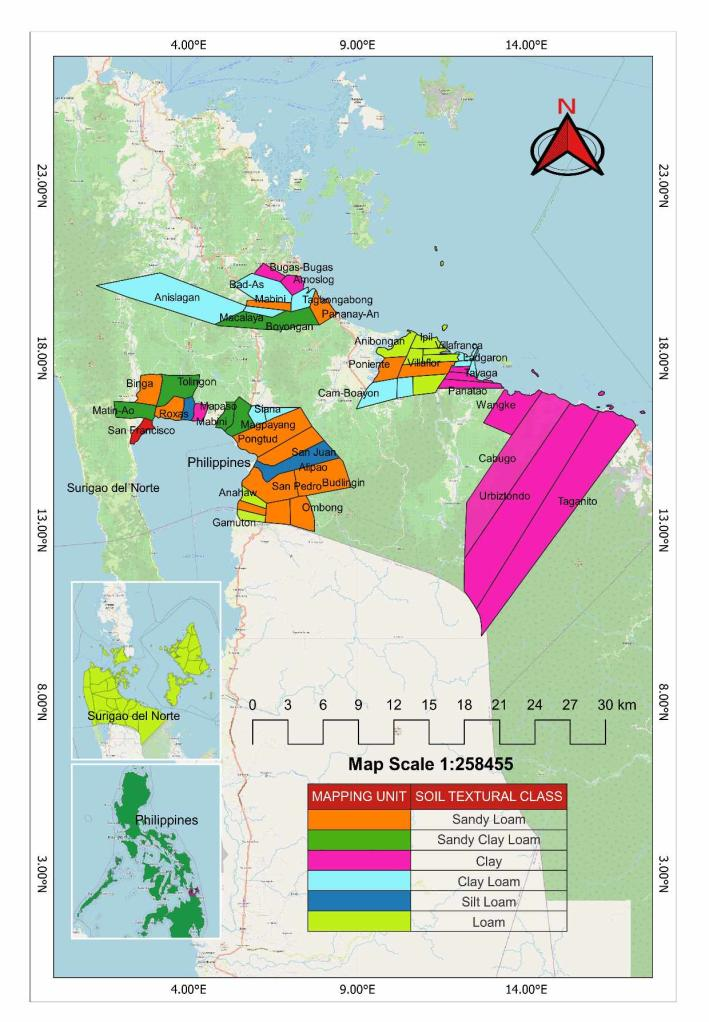 4.00°E 9.00°E 14.00°E
N
23.00°N 23.00°N
Bugas-Bugas
Amoslog
Bad-As
Anislagan
Mabini
Tagbongabong
Pananay-An
Macalaya
Boyongan
18.00°N 18.00°N
Anibongan
Ipil
Villafranca
Ladgaron
Poniente
Villaflor
Tayaga
Cam-Boayon
Panatao
Wangke
Binga
Tolingon
Matin-Ao
Roxas
Mapaso
Mabini
Siana
San Francisco
Magpayang
Pongtud
San Juan
Philippines
Alipao
Cabugo
Surigao del Norte
San Pedro
Budlingin
Anahaw
Urbiztondo
Taganito
Ombong
Gamuton
13.00°N 13.00°N
Surigao del Norte
8.00°N 8.00°N
0 3 6 9 12 15 18 21 24 27 30 km
Map Scale 1:258455
MAPPING UNIT SOIL TEXTURAL CLASS
Sandy Loam
Sandy Clay Loam
Clay
Clay Loam
Silt Loam
Loam
Philippines
3.00°N 3.00°N
4.00°E 9.00°E 14.00°E